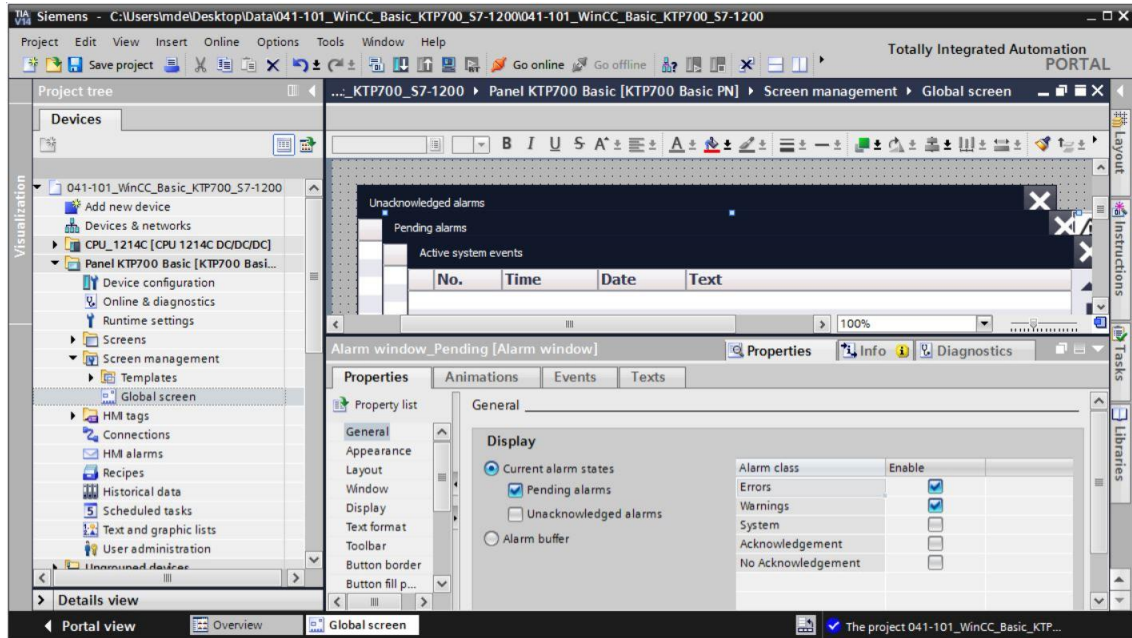 TIA V14 Siemens - C:\Users\mde\Desktop\Data\041-101_WinCC_Basic_KTP700_S7-1200\041-101_WinCC_Basic_KTP700_S7-1200
Project Edit View Insert Online Options Tools Window Help
Totally Integrated Automation
PORTAL
Save project Go online Go offline
Project tree
...:_KTP700_S7-1200 Panel KTP700 Basic [KTP700 Basic PN] Screen management Global screen
Devices
B I U S A A
Visualization
041-101_WinCC_Basic_KTP700_S7-1200
Add new device
Devices & networks
CPU_1214C [CPU 1214C DC/DC/DC]
Panel KTP700 Basic [KTP700 Basi...
Device configuration
Online & diagnostics
Runtime settings
Screens
Screen management
Templates
Global screen
HMI tags
Connections
HMI alarms
Recipes
Historical data
Scheduled tasks
Text and graphic lists
User administration
Ungrouped devices
Details view
Unacknowledged alarms
Pending alarms
Active system events
No. Time Date Text
100%
Alarm window_Pending [Alarm window]
Properties Info Diagnostics
Properties Animations Events Texts
Property list
General
Appearance
Layout
Window
Display
Text format
Toolbar
Button border
Button fill p...
General
Display
Current alarm states
Pending alarms
Unacknowledged alarms
Alarm buffer
Alarm class Enable
Errors
Warnings
System
Acknowledgement
No Acknowledgement
Layout
Instructions
Tasks
Libraries
Portal view Overview Global screen The project 041-101_WinCC_Basic_KTP...